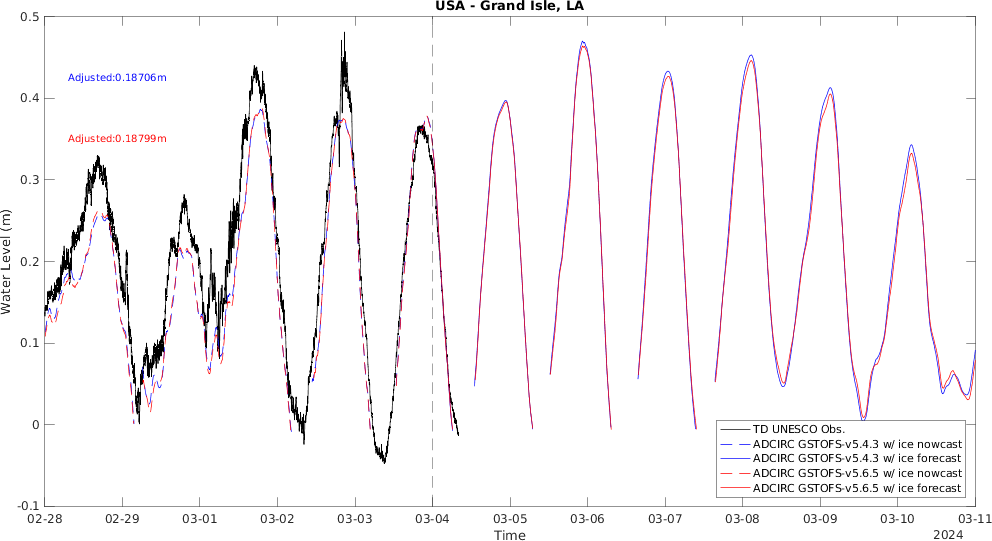 USA - Grand Isle, LA
0.5
Adjusted:0.18706m
0.4
Adjusted:0.18799m
0.3
Water Level (m)
0.2
0.1
0
-0.1
TD UNESCO Obs.
ADCIRC GSTOFS-v5.4.3 w/ ice nowcast
ADCIRC GSTOFS-v5.4.3 w/ ice forecast
ADCIRC GSTOFS-v5.6.5 w/ ice nowcast
ADCIRC GSTOFS-v5.6.5 w/ ice forecast
02-28 02-29 03-01 03-02 03-03 03-04 03-05 03-06 03-07 03-08 03-09 03-10 03-11
Time
2024